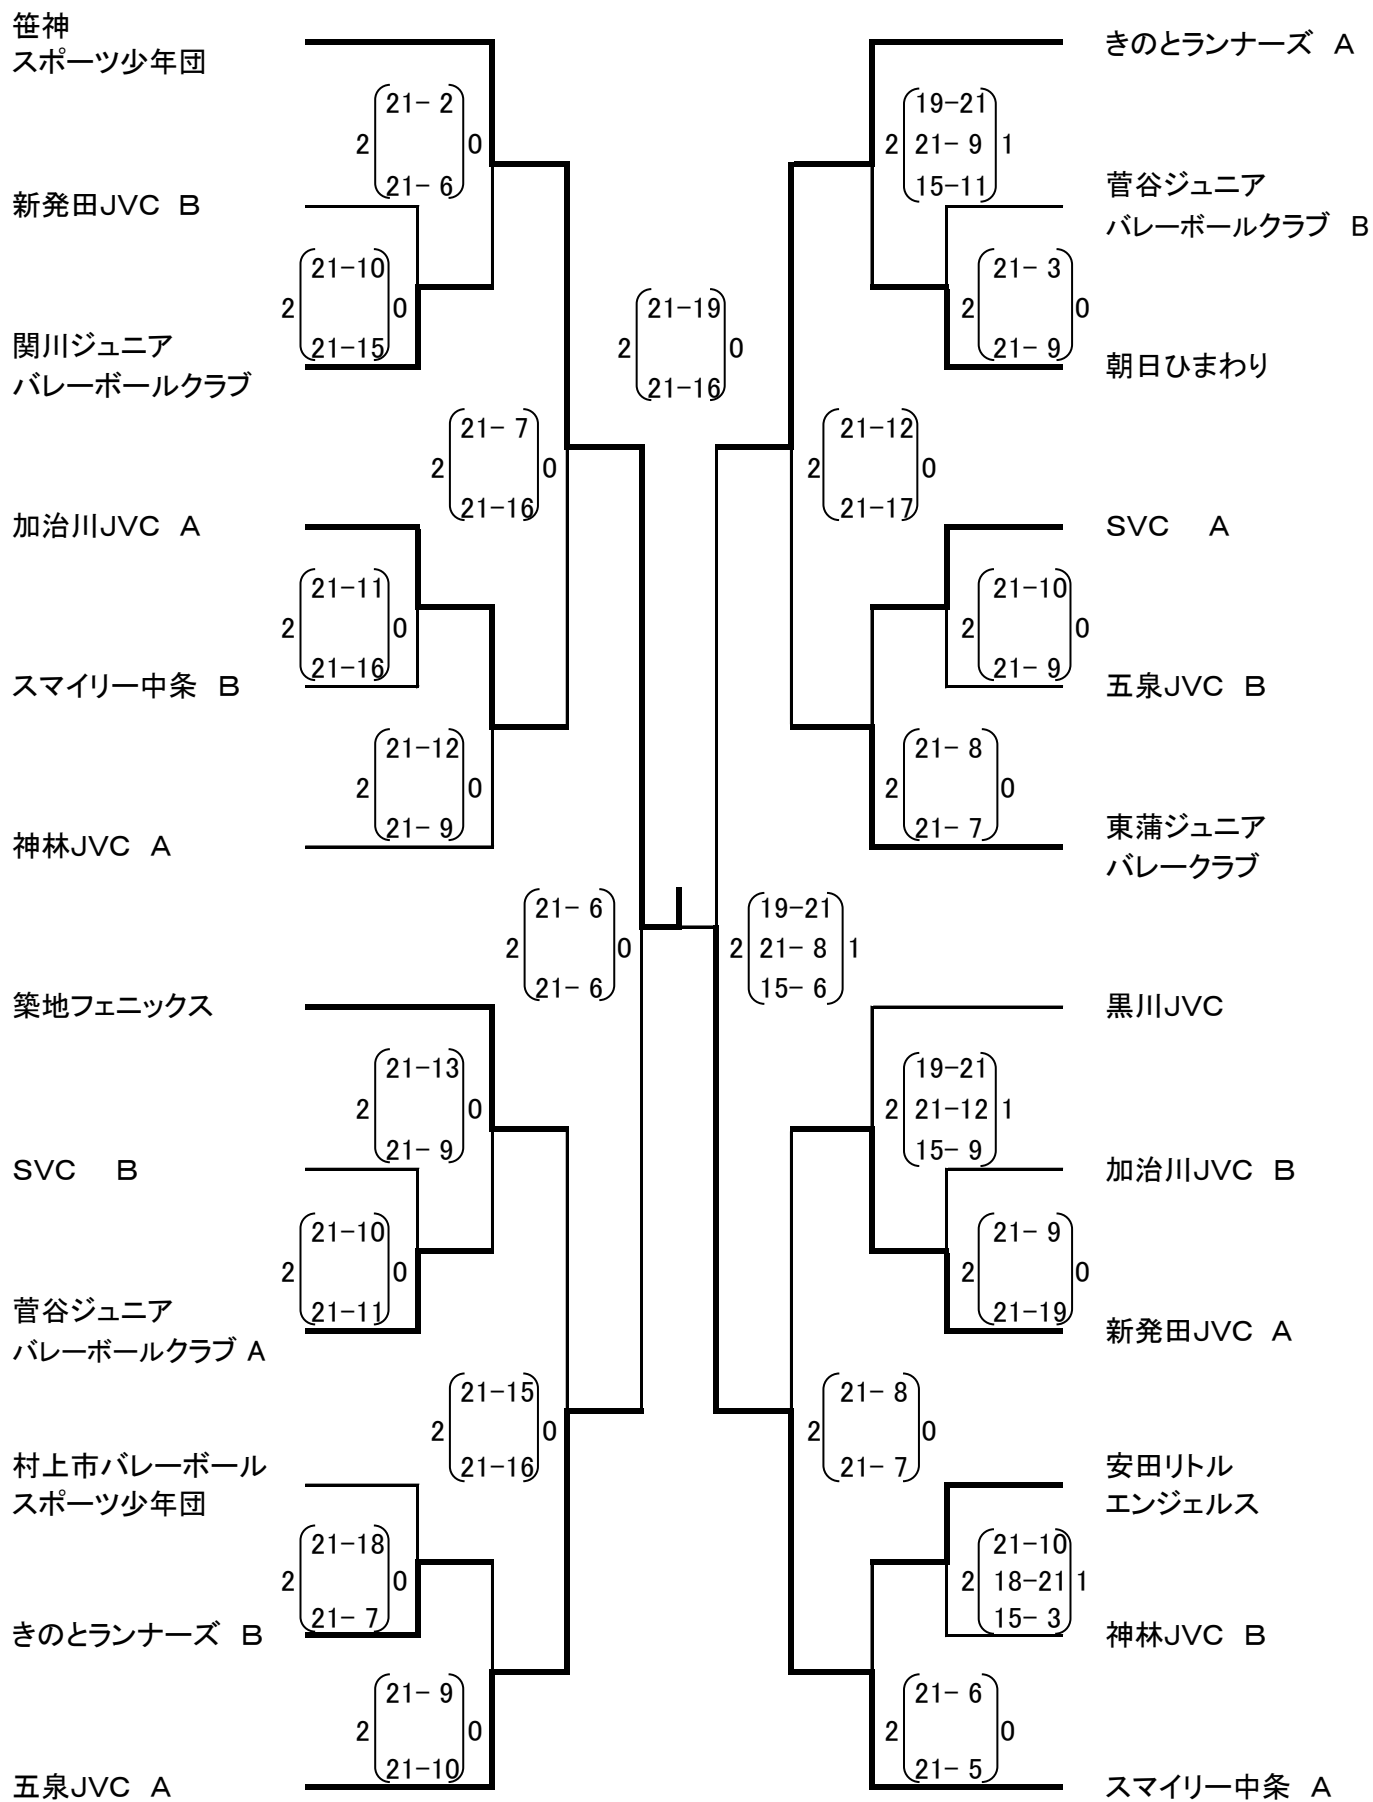 笹神
スポーツ少年団
きのとランナーズ　A
21- 2
2 0
21- 6
19-21
2 21- 9 1
15-11
新発田JVC　B
菅谷ジュニア
バレーボールクラブ　B
21-10
2 0
21-15
21-19
2 0
21-16
21- 3
2 0
21- 9
関川ジュニア
バレーボールクラブ
朝日ひまわり
21- 7
2 0
21-16
21-12
2 0
21-17
加治川JVC　A
SVC　A
21-11
2 0
21-16
21-10
2 0
21- 9
スマイリー中条　B
五泉JVC　B
21-12
2 0
21- 9
21- 8
2 0
21- 7
神林JVC　A
東蒲ジュニア
バレークラブ
21- 6
2 0
21- 6
19-21
2 21- 8 1
15- 6
築地フェニックス
黒川JVC
21-13
2 0
21- 9
19-21
2 21-12 1
15- 9
SVC　B
加治川JVC　B
21-10
2 0
21-11
21- 9
2 0
21-19
菅谷ジュニア
バレーボールクラブ A
新発田JVC　A
21-15
2 0
21-16
21- 8
2 0
21- 7
村上市バレーボール
スポーツ少年団
安田リトル
エンジェルス
21-18
2 0
21- 7
21-10
2 18-21 1
15- 3
きのとランナーズ　B
神林JVC　B
21- 9
2 0
21-10
21- 6
2 0
21- 5
五泉JVC　A
スマイリー中条　A